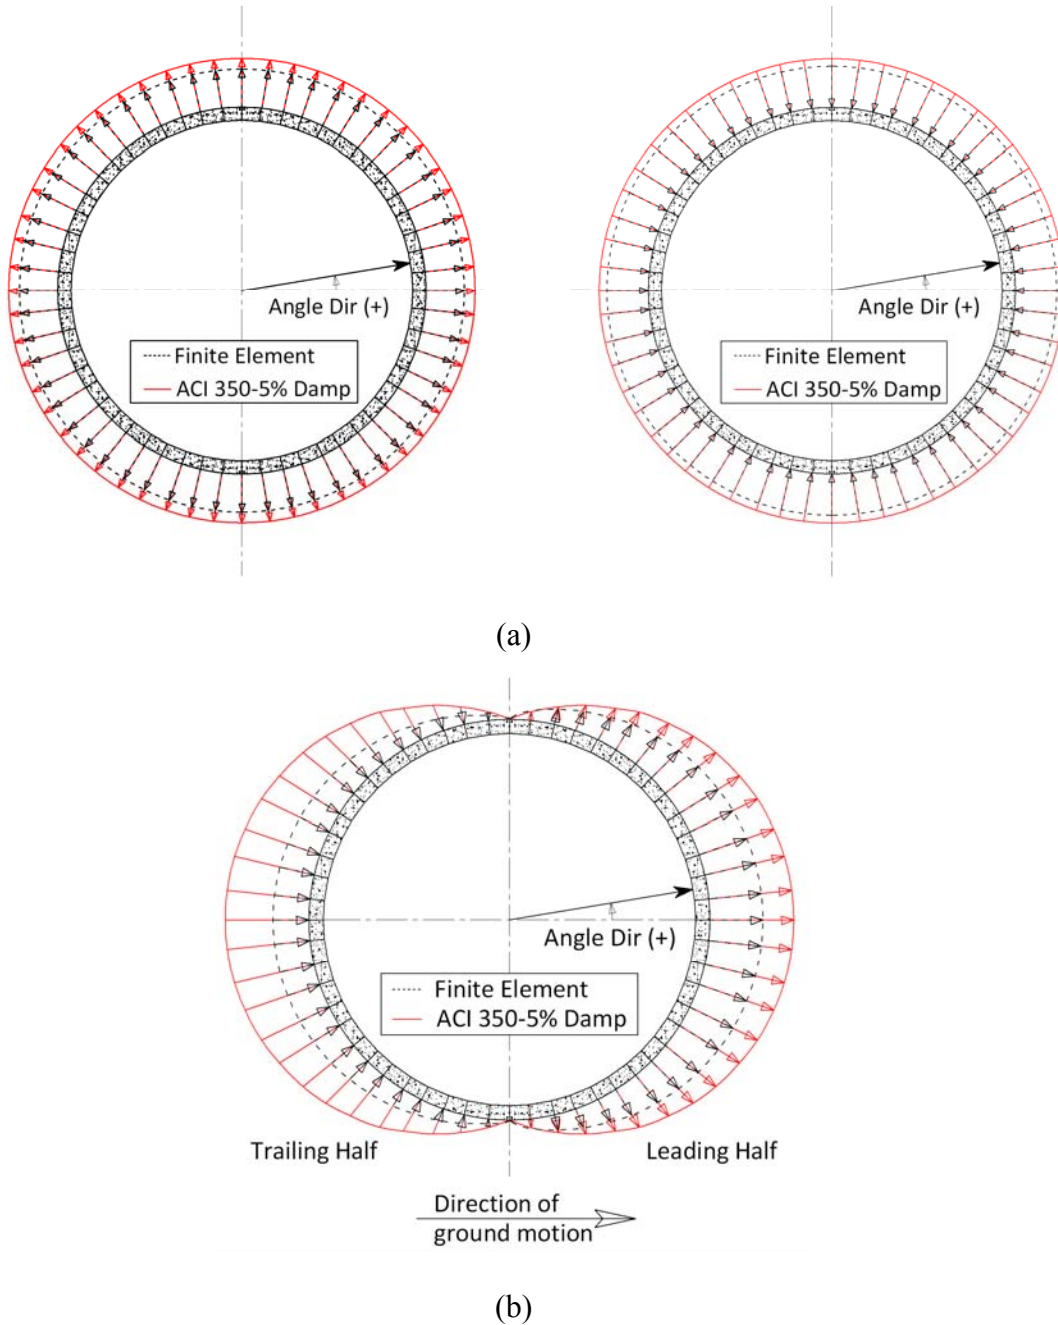 Angle Dir (+)
Finite Element
ACI 350-5% Damp
Angle Dir (+)
Finite Element
ACI 350-5% Damp
(a)
Angle Dir (+)
Finite Element
ACI 350-5% Damp
Trailing Half
Leading Half
Direction of
ground motion
(b)